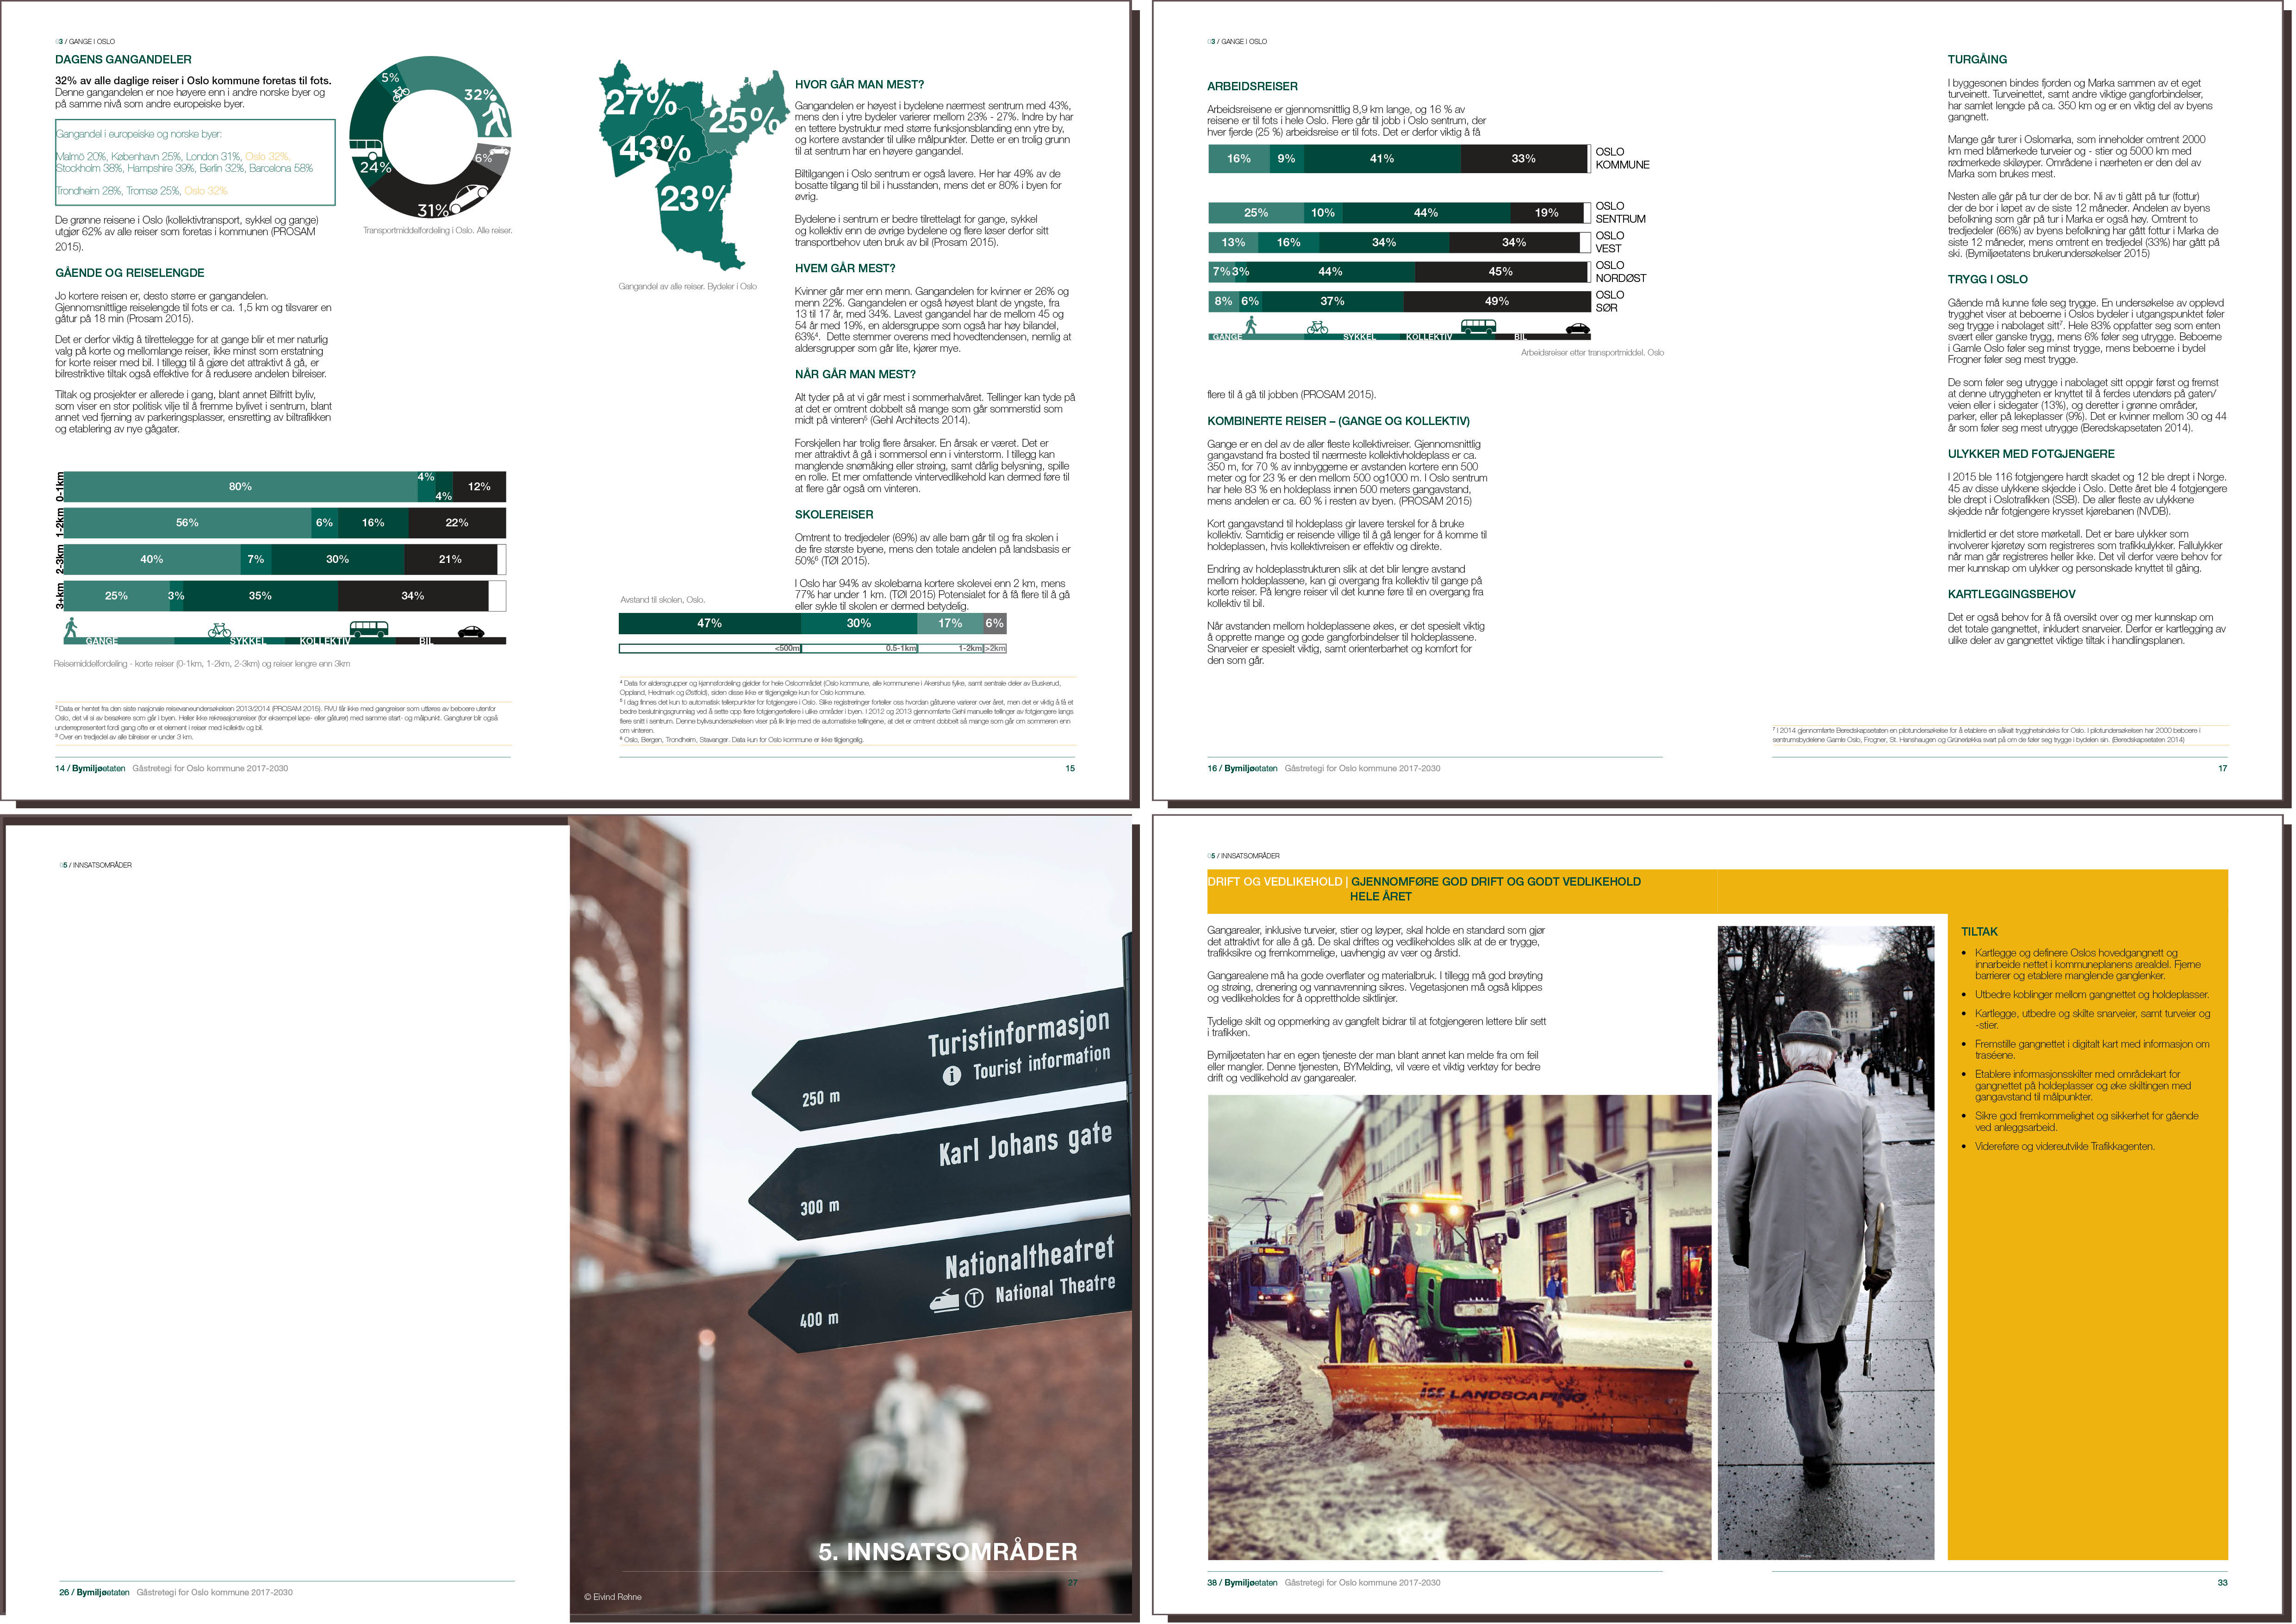 03 / GANGE I OSLO
DAGENS GANGANDELER
32% av alle daglige reiser i Oslo kommune foretas til fots.
Denne gangandelen er noe høyere enn i andre norske byer og
på samme nivå som andre europeiske byer.
Gangandel i europeiske og norske byer:
Malmö 20%, København 25%, London 31%, Oslo 32%,
Stockholm 38%, Hampshire 39%, Berlin 32%, Barcelona 58%
Trondheim 28%, Tromsø 25%, Oslo 32%
De grønne reisene i Oslo (kollektivtransport, sykkel og gange)
utgjør 62% av alle reiser som foretas i kommunen (PROSAM
2015).
5%
32%
6%
24%
31%
Transportmiddelfordeling i Oslo. Alle reiser.
GÅENDE OG REISELENGDE
Jo kortere reisen er, desto større er gangandelen.
Gjennomsnittlige reiselengde til fots er ca. 1,5 km og tilsvarer en
gåtur på 18 min (Prosam 2015).
Det er derfor viktig å tilrettelegge for at gange blir et mer naturlig
valg på korte og mellomlange reiser, ikke minst som erstatning
for korte reiser med bil. I tillegg til å gjøre det attraktivt å gå, er
bilrestriktive tiltak også effektive for å redusere andelen bilreiser.
Tiltak og prosjekter er allerede i gang, blant annet Bilfritt byliv,
som viser en stor politisk vilje til å fremme bylivet i sentrum, blant
annet ved fjerning av parkeringsplasser, ensretting av biltrafikken
og etablering av nye gågater.
0-1km 80% 4% 4% 12%
1-2km 56% 6% 16% 22%
2-3km 40% 7% 30% 21%
3+km 25% 3% 35% 34%
GANGE SYKKEL KOLLEKTIV BIL
Reisemiddelfordeling - korte reiser (0-1km, 1-2km, 2-3km) og reiser lengre enn 3km
² Data er hentet fra den siste nasjonale reisevaneundersøkelsen 2013/2014 (PROSAM 2015). RVU får ikke med gangreiser som utføres av beboere utenfor
Oslo, det vil si av besøkere som går i byen. Heller ikke rekreasjonsreiser (for eksempel løpe- eller gåturer) med samme start- og målpunkt. Gangturer blir også
underrepresentert fordi gang ofte er et element i reiser med kollektiv og bil.
³ Over en tredjedel av alle bilreiser er under 3 km.
14 / Bymiljøetaten Gåstretegi for Oslo kommune 2017-2030
27%
25%
43%
23%
Gangandel av alle reiser. Bydeler i Oslo
HVOR GÅR MAN MEST?
Gangandelen er høyest i bydelene nærmest sentrum med 43%,
mens den i ytre bydeler varierer mellom 23% - 27%. Indre by har
en tettere bystruktur med større funksjonsblanding enn ytre by,
og kortere avstander til ulike målpunkter. Dette er en trolig grunn
til at sentrum har en høyere gangandel.
Biltilgangen i Oslo sentrum er også lavere. Her har 49% av de
bosatte tilgang til bil i husstanden, mens det er 80% i byen for
øvrig.
Bydelene i sentrum er bedre tilrettelagt for gange, sykkel
og kollektiv enn de øvrige bydelene og flere løser derfor sitt
transportbehov uten bruk av bil (Prosam 2015).
HVEM GÅR MEST?
Kvinner går mer enn menn. Gangandelen for kvinner er 26% og
menn 22%. Gangandelen er også høyest blant de yngste, fra
13 til 17 år, med 34%. Lavest gangandel har de mellom 45 og
54 år med 19%, en aldersgruppe som også har høy bilandel,
63%⁴. Dette stemmer overens med hovedtendensen, nemlig at
aldersgrupper som går lite, kjører mye.
NÅR GÅR MAN MEST?
Alt tyder på at vi går mest i sommerhalvåret. Tellinger kan tyde på
at det er omtrent dobbelt så mange som går sommerstid som
midt på vinteren⁵ (Gehl Architects 2014).
Forskjellen har trolig flere årsaker. En årsak er været. Det er
mer attraktivt å gå i sommersol enn i vinterstorm. I tillegg kan
manglende snømåking eller strøing, samt dårlig belysning, spille
en rolle. Et mer omfattende vintervedlikehold kan dermed føre til
at flere går også om vinteren.
SKOLEREISER
Omtrent to tredjedeler (69%) av alle barn går til og fra skolen i
de fire største byene, mens den totale andelen på landsbasis er
50%⁶ (TØI 2015).
I Oslo har 94% av skolebarna kortere skolevei enn 2 km, mens
77% har under 1 km. (TØI 2015) Potensialet for å få flere til å gå
eller sykle til skolen er dermed betydelig.
Avstand til skolen, Oslo.
47% 30% 17% 6%
<500m 0.5-1km 1-2km >2km
⁴ Data for aldersgrupper og kjønnsfordeling gjelder for hele Osloområdet (Oslo kommune, alle kommunene i Akershus fylke, samt sentrale deler av Buskerud,
Oppland, Hedmark og Østfold), siden disse ikke er tilgjengelige kun for Oslo kommune.
⁵ I dag finnes det kun to automatisk tellerpunkter for fotgjengere i Oslo. Slike registreringer forteller oss hvordan gåturene varierer over året, men det er viktig å få et
bedre beslutningsgrunnlag ved å sette opp flere fotgjengertellere i ulike områder i byen. I 2012 og 2013 gjennomførte Gehl manuelle tellinger av fotgjengere langs
flere snitt i sentrum. Denne bylivsundersøkelsen viser på lik linje med de automatiske tellingene, at det er omtrent dobbelt så mange som går om sommeren enn
om vinteren.
⁶ Oslo, Bergen, Trondheim, Stavanger. Data kun for Oslo kommune er ikke tilgjengelig.
15
03 / GANGE I OSLO
ARBEIDSREISER
Arbeidsreisene er gjennomsnittlig 8,9 km lange, og 16 % av
reisene er til fots i hele Oslo. Flere går til jobb i Oslo sentrum, der
hver fjerde (25 %) arbeidsreise er til fots. Det er derfor viktig å få
16% 9% 41% 33% OSLO
KOMMUNE
25% 10% 44% 19% OSLO
SENTRUM
13% 16% 34% 34% OSLO
VEST
7% 3% 44% 45% OSLO
NORDØST
8% 6% 37% 49% OSLO
SØR
GANGE SYKKEL KOLLEKTIV BIL
Arbeidsreiser etter transportmiddel. Oslo
flere til å gå til jobben (PROSAM 2015).
KOMBINERTE REISER – (GANGE OG KOLLEKTIV)
Gange er en del av de aller fleste kollektivreiser. Gjennomsnittlig
gangavstand fra bosted til nærmeste kollektivholdeplass er ca.
350 m, for 70 % av innbyggerne er avstanden kortere enn 500
meter og for 23 % er den mellom 500 og1000 m. I Oslo sentrum
har hele 83 % en holdeplass innen 500 meters gangavstand,
mens andelen er ca. 60 % i resten av byen. (PROSAM 2015)
Kort gangavstand til holdeplass gir lavere terskel for å bruke
kollektiv. Samtidig er reisende villige til å gå lenger for å komme til
holdeplassen, hvis kollektivreisen er effektiv og direkte.
Endring av holdeplasstrukturen slik at det blir lengre avstand
mellom holdeplassene, kan gi overgang fra kollektiv til gange på
korte reiser. På lengre reiser vil det kunne føre til en overgang fra
kollektiv til bil.
Når avstanden mellom holdeplassene økes, er det spesielt viktig
å opprette mange og gode gangforbindelser til holdeplassene.
Snarveier er spesielt viktig, samt orienterbarhet og komfort for
den som går.
16 / Bymiljøetaten Gåstretegi for Oslo kommune 2017-2030
TURGÅING
I byggesonen bindes fjorden og Marka sammen av et eget
turveinett. Turveinettet, samt andre viktige gangforbindelser,
har samlet lengde på ca. 350 km og er en viktig del av byens
gangnett.
Mange går turer i Oslomarka, som inneholder omtrent 2000
km med blåmerkede turveier og - stier og 5000 km med
rødmerkede skiløyper. Områdene i nærheten er den del av
Marka som brukes mest.
Nesten alle går på tur der de bor. Ni av ti gått på tur (fottur)
der de bor i løpet av de siste 12 måneder. Andelen av byens
befolkning som går på tur i Marka er også høy. Omtrent to
tredjedeler (66%) av byens befolkning har gått fottur i Marka de
siste 12 måneder, mens omtrent en tredjedel (33%) har gått på
ski. (Bymiljøetatens brukerundersøkelser 2015)
TRYGG I OSLO
Gående må kunne føle seg trygge. En undersøkelse av opplevd
trygghet viser at beboerne i Oslos bydeler i utgangspunktet føler
seg trygge i nabolaget sitt⁷. Hele 83% oppfatter seg som enten
svært eller ganske trygg, mens 6% føler seg utrygge. Beboerne
i Gamle Oslo føler seg minst trygge, mens beboerne i bydel
Frogner føler seg mest trygge.
De som føler seg utrygge i nabolaget sitt oppgir først og fremst
at denne utryggheten er knyttet til å ferdes utendørs på gaten/
veien eller i sidegater (13%), og deretter i grønne områder,
parker, eller på lekeplasser (9%). Det er kvinner mellom 30 og 44
år som føler seg mest utrygge (Beredskapsetaten 2014).
ULYKKER MED FOTGJENGERE
I 2015 ble 116 fotgjengere hardt skadet og 12 ble drept i Norge.
45 av disse ulykkene skjedde i Oslo. Dette året ble 4 fotgjengere
ble drept i Oslotrafikken (SSB). De aller fleste av ulykkene
skjedde når fotgjengere krysset kjørebanen (NVDB).
Imidlertid er det store mørketall. Det er bare ulykker som
involverer kjøretøy som registreres som trafikkulykker. Fallulykker
når man går registreres heller ikke. Det vil derfor være behov for
mer kunnskap om ulykker og personskade knyttet til gåing.
KARTLEGGINGSBEHOV
Det er også behov for å få oversikt over og mer kunnskap om
det totale gangnettet, inkludert snarveier. Derfor er kartlegging av
ulike deler av gangnettet viktige tiltak i handlingsplanen.
⁷ I 2014 gjennomførte Beredskapsetaten en pilotundersøkelse for å etablere en såkalt trygghetsindeks for Oslo. I pilotundersøkelsen har 2000 beboere i
sentrumsbydelene Gamle Oslo, Frogner, St. Hanshaugen og Grünerløkka svart på om de føler seg trygge i bydelen sin. (Beredskapsetaten 2014)
17
05 / INNSATSOMRÅDER
Turistinformasjon
Tourist information
250 m
Karl Johans gate
300 m
Nationaltheatret
National Theatre
400 m
5. INNSATSOMRÅDER
27
© Eivind Røhne
26 / Bymiljøetaten Gåstretegi for Oslo kommune 2017-2030
05 / INNSATSOMRÅDER
DRIFT OG VEDLIKEHOLD | GJENNOMFØRE GOD DRIFT OG GODT VEDLIKEHOLD
HELE ÅRET
Gangarealer, inklusive turveier, stier og løyper, skal holde en standard som gjør
det attraktivt for alle å gå. De skal driftes og vedlikeholdes slik at de er trygge,
trafikksikre og fremkommelige, uavhengig av vær og årstid.
Gangarealene må ha gode overflater og materialbruk. I tillegg må god brøyting
og strøing, drenering og vannavrenning sikres. Vegetasjonen må også klippes
og vedlikeholdes for å opprettholde siktlinjer.
Tydelige skilt og oppmerking av gangfelt bidrar til at fotgjengeren lettere blir sett
i trafikken.
Bymiljøetaten har en egen tjeneste der man blant annet kan melde fra om feil
eller mangler. Denne tjenesten, BYMelding, vil være et viktig verktøy for bedre
drift og vedlikehold av gangarealer.
LANDSCAPING
TILTAK
• Kartlegge og definere Oslos hovedgangnett og
innarbeide nettet i kommuneplanens arealdel. Fjerne
barrierer og etablere manglende ganglenker.
• Utbedre koblinger mellom gangnettet og holdeplasser.
• Kartlegge, utbedre og skilte snarveier, samt turveier og
-stier.
• Fremstille gangnettet i digitalt kart med informasjon om
traséene.
• Etablere informasjonsskilter med områdekart for
gangnettet på holdeplasser og øke skiltingen med
gangavstand til målpunkter.
• Sikre god fremkommelighet og sikkerhet for gående
ved anleggsarbeid.
• Videreføre og videreutvikle Trafikkagenten.
38 / Bymiljøetaten Gåstretegi for Oslo kommune 2017-2030
33